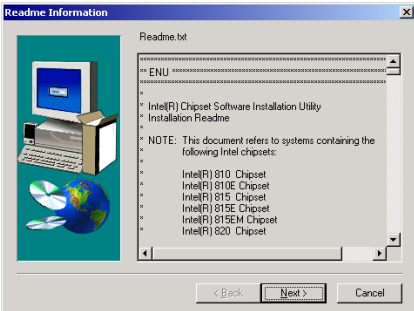 Readme Information
Readme.txt
************************************************************
** ENU ******************************************************
************************************************************
*
* Intel(R) Chipset Software Installation Utility
* Installation Readme
*
* NOTE: This document refers to systems containing the
* following Intel chipsets:
*
* Intel(R) 810 Chipset
* Intel(R) 810E Chipset
* Intel(R) 815 Chipset
* Intel(R) 815E Chipset
* Intel(R) 815EM Chipset
* Intel(R) 820 Chipset
< Back Next > Cancel